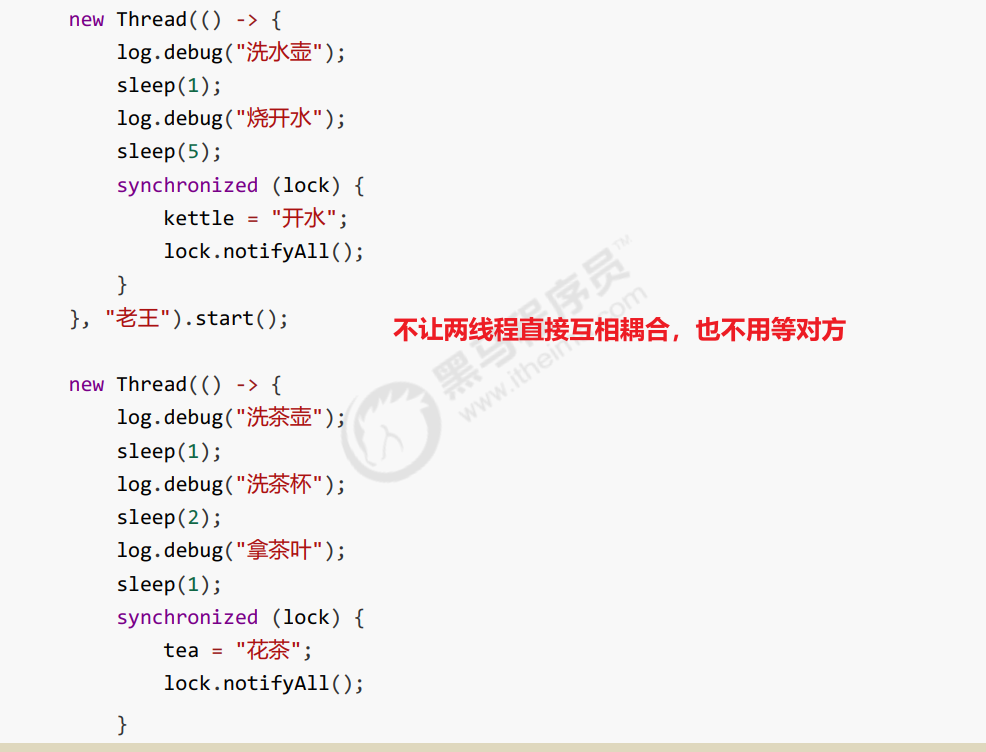 new Thread(() -> {
    log.debug("洗水壶");
    sleep(1);
    log.debug("烧开水");
    sleep(5);
    synchronized (lock) {
        kettle = "开水";
        lock.notifyAll();
    }
}, "老王").start();
不让两线程直接互相耦合，也不用等对方
黑马程序员™
www.itheima.com
new Thread(() -> {
    log.debug("洗茶壶");
    sleep(1);
    log.debug("洗茶杯");
    sleep(2);
    log.debug("拿茶叶");
    sleep(1);
    synchronized (lock) {
        tea = "花茶";
        lock.notifyAll();
    }